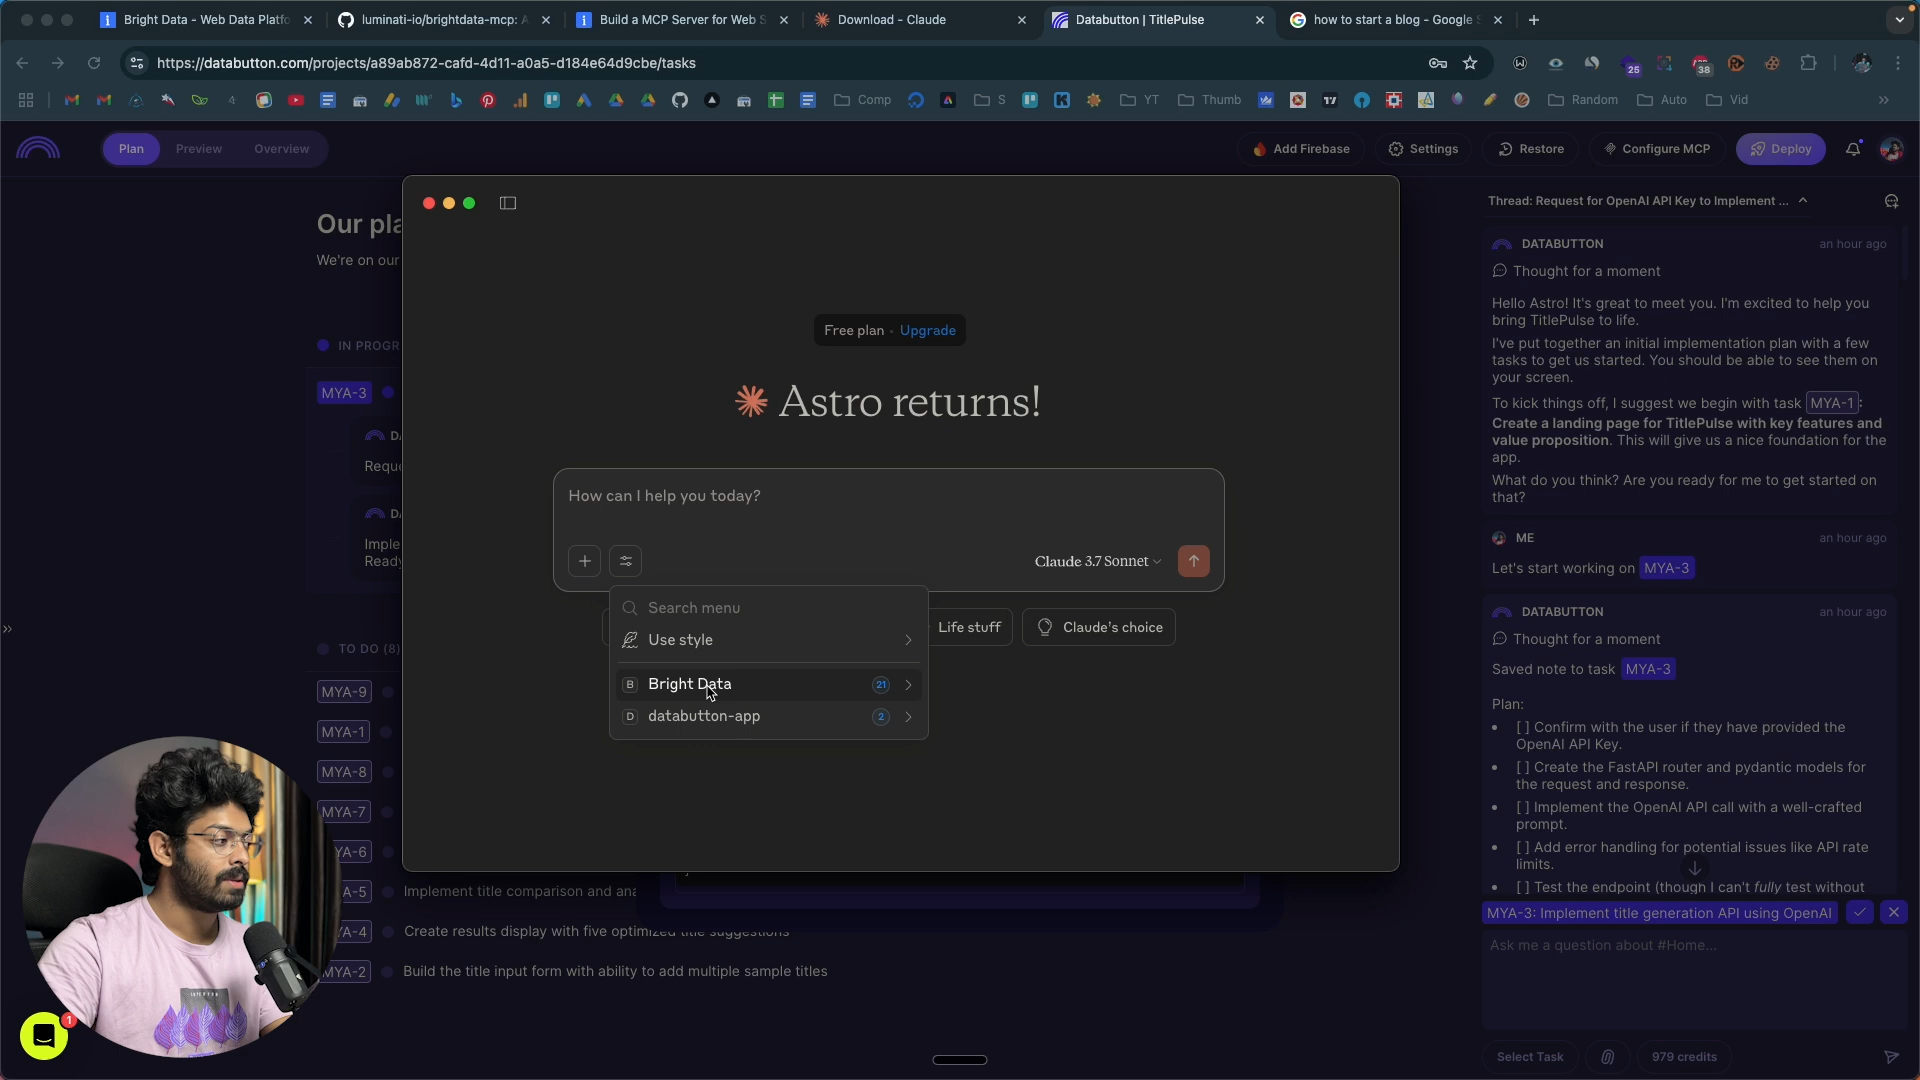 Bright Data - Web Data Platfo
luminati-io/brightdata-mcp: A
Build a MCP Server for Web S
Download - Claude
Databutton | TitlePulse
how to start a blog - Google S
https://databutton.com/projects/a89ab872-cafd-4d11-a0a5-d184e64d9cbe/tasks
25
38
Comp
S
YT
Thumb
Random
Auto
Vid
Plan
Preview
Overview
Add Firebase
Settings
Restore
Configure MCP
Deploy
Our pla
We're on our
IN PROGR
MYA-3
Reque
Imple
Ready
TO DO (8)
MYA-9
MYA-1
MYA-8
MYA-7
YA-6
A-5 Implement title comparison and ana
A-4 Create results display with five optimized title suggestions
MYA-2 Build the title input form with ability to add multiple sample titles
1
Free plan · Upgrade
Astro returns!
How can I help you today?
Claude 3.7 Sonnet
Search menu
Use style
B Bright Data 21
D databutton-app 2
Life stuff
Claude's choice
Thread: Request for OpenAI API Key to Implement ...
DATABUTTON an hour ago
Thought for a moment
Hello Astro! It's great to meet you. I'm excited to help you
bring TitlePulse to life.
I've put together an initial implementation plan with a few
tasks to get us started. You should be able to see them on
your screen.
To kick things off, I suggest we begin with task MYA-1:
Create a landing page for TitlePulse with key features and
value proposition. This will give us a nice foundation for the
app.
What do you think? Are you ready for me to get started on
that?
ME an hour ago
Let's start working on MYA-3
DATABUTTON an hour ago
Thought for a moment
Saved note to task MYA-3
Plan:
• [ ] Confirm with the user if they have provided the
OpenAI API Key.
• [ ] Create the FastAPI router and pydantic models for
the request and response.
• [ ] Implement the OpenAI API call with a well-crafted
prompt.
• [ ] Add error handling for potential issues like API rate
limits.
• [ ] Test the endpoint (though I can't fully test without
MYA-3: Implement title generation API using OpenAI
Ask me a question about #Home...
Select Task
979 credits